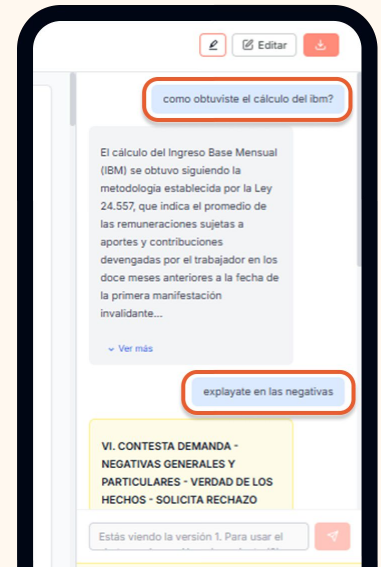 Editar
como obtuviste el cálculo del ibm?
El cálculo del Ingreso Base Mensual
(IBM) se obtuvo siguiendo la
metodología establecida por la Ley
24.557, que indica el promedio de
las remuneraciones sujetas a
aportes y contribuciones
devengadas por el trabajador en los
doce meses anteriores a la fecha de
la primera manifestación
invalidante...
Ver más
explayate en las negativas
VI. CONTESTA DEMANDA -
NEGATIVAS GENERALES Y
PARTICULARES - VERDAD DE LOS
HECHOS - SOLICITA RECHAZO
Estás viendo la versión 1. Para usar el